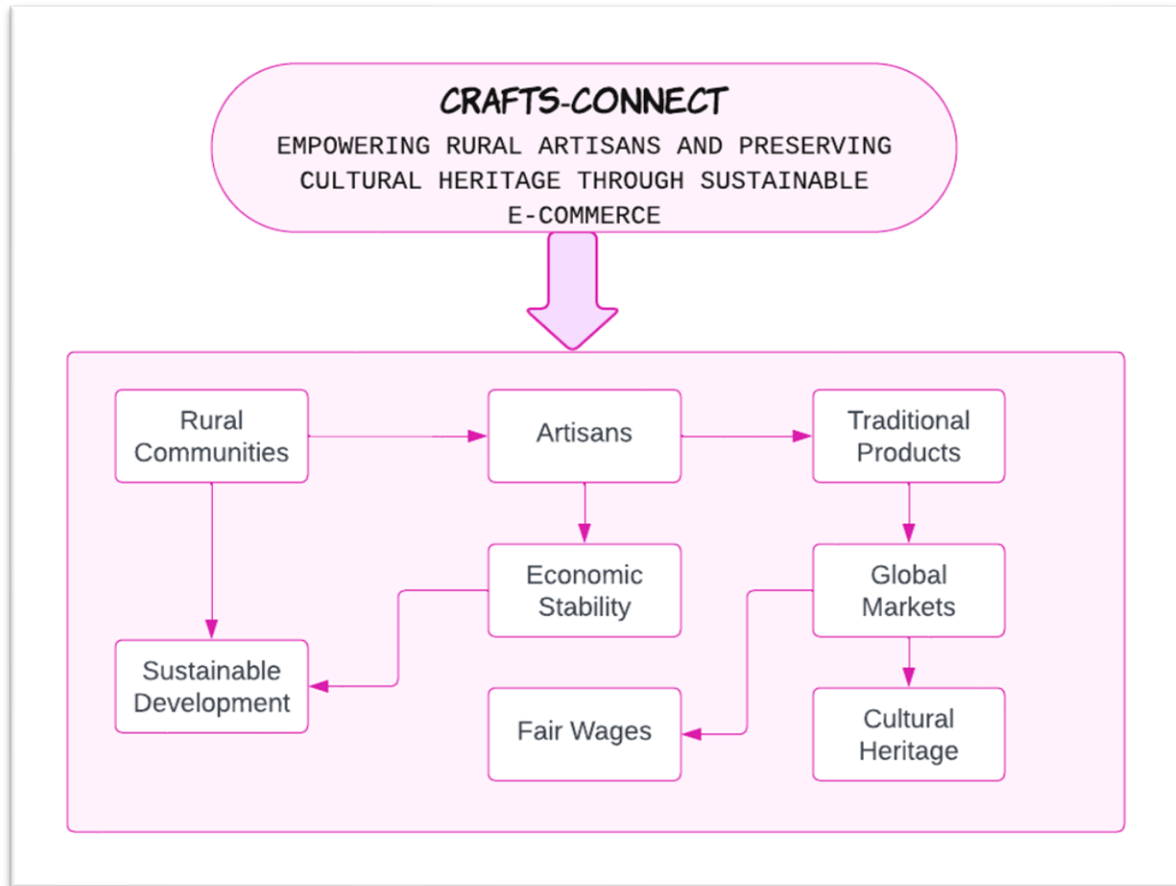 CRAFTS-CONNECT
EMPOWERING RURAL ARTISANS AND PRESERVING
CULTURAL HERITAGE THROUGH SUSTAINABLE
E-COMMERCE
Rural
Communities
Artisans
Traditional
Products
Economic
Stability
Global
Markets
Sustainable
Development
Fair Wages
Cultural
Heritage